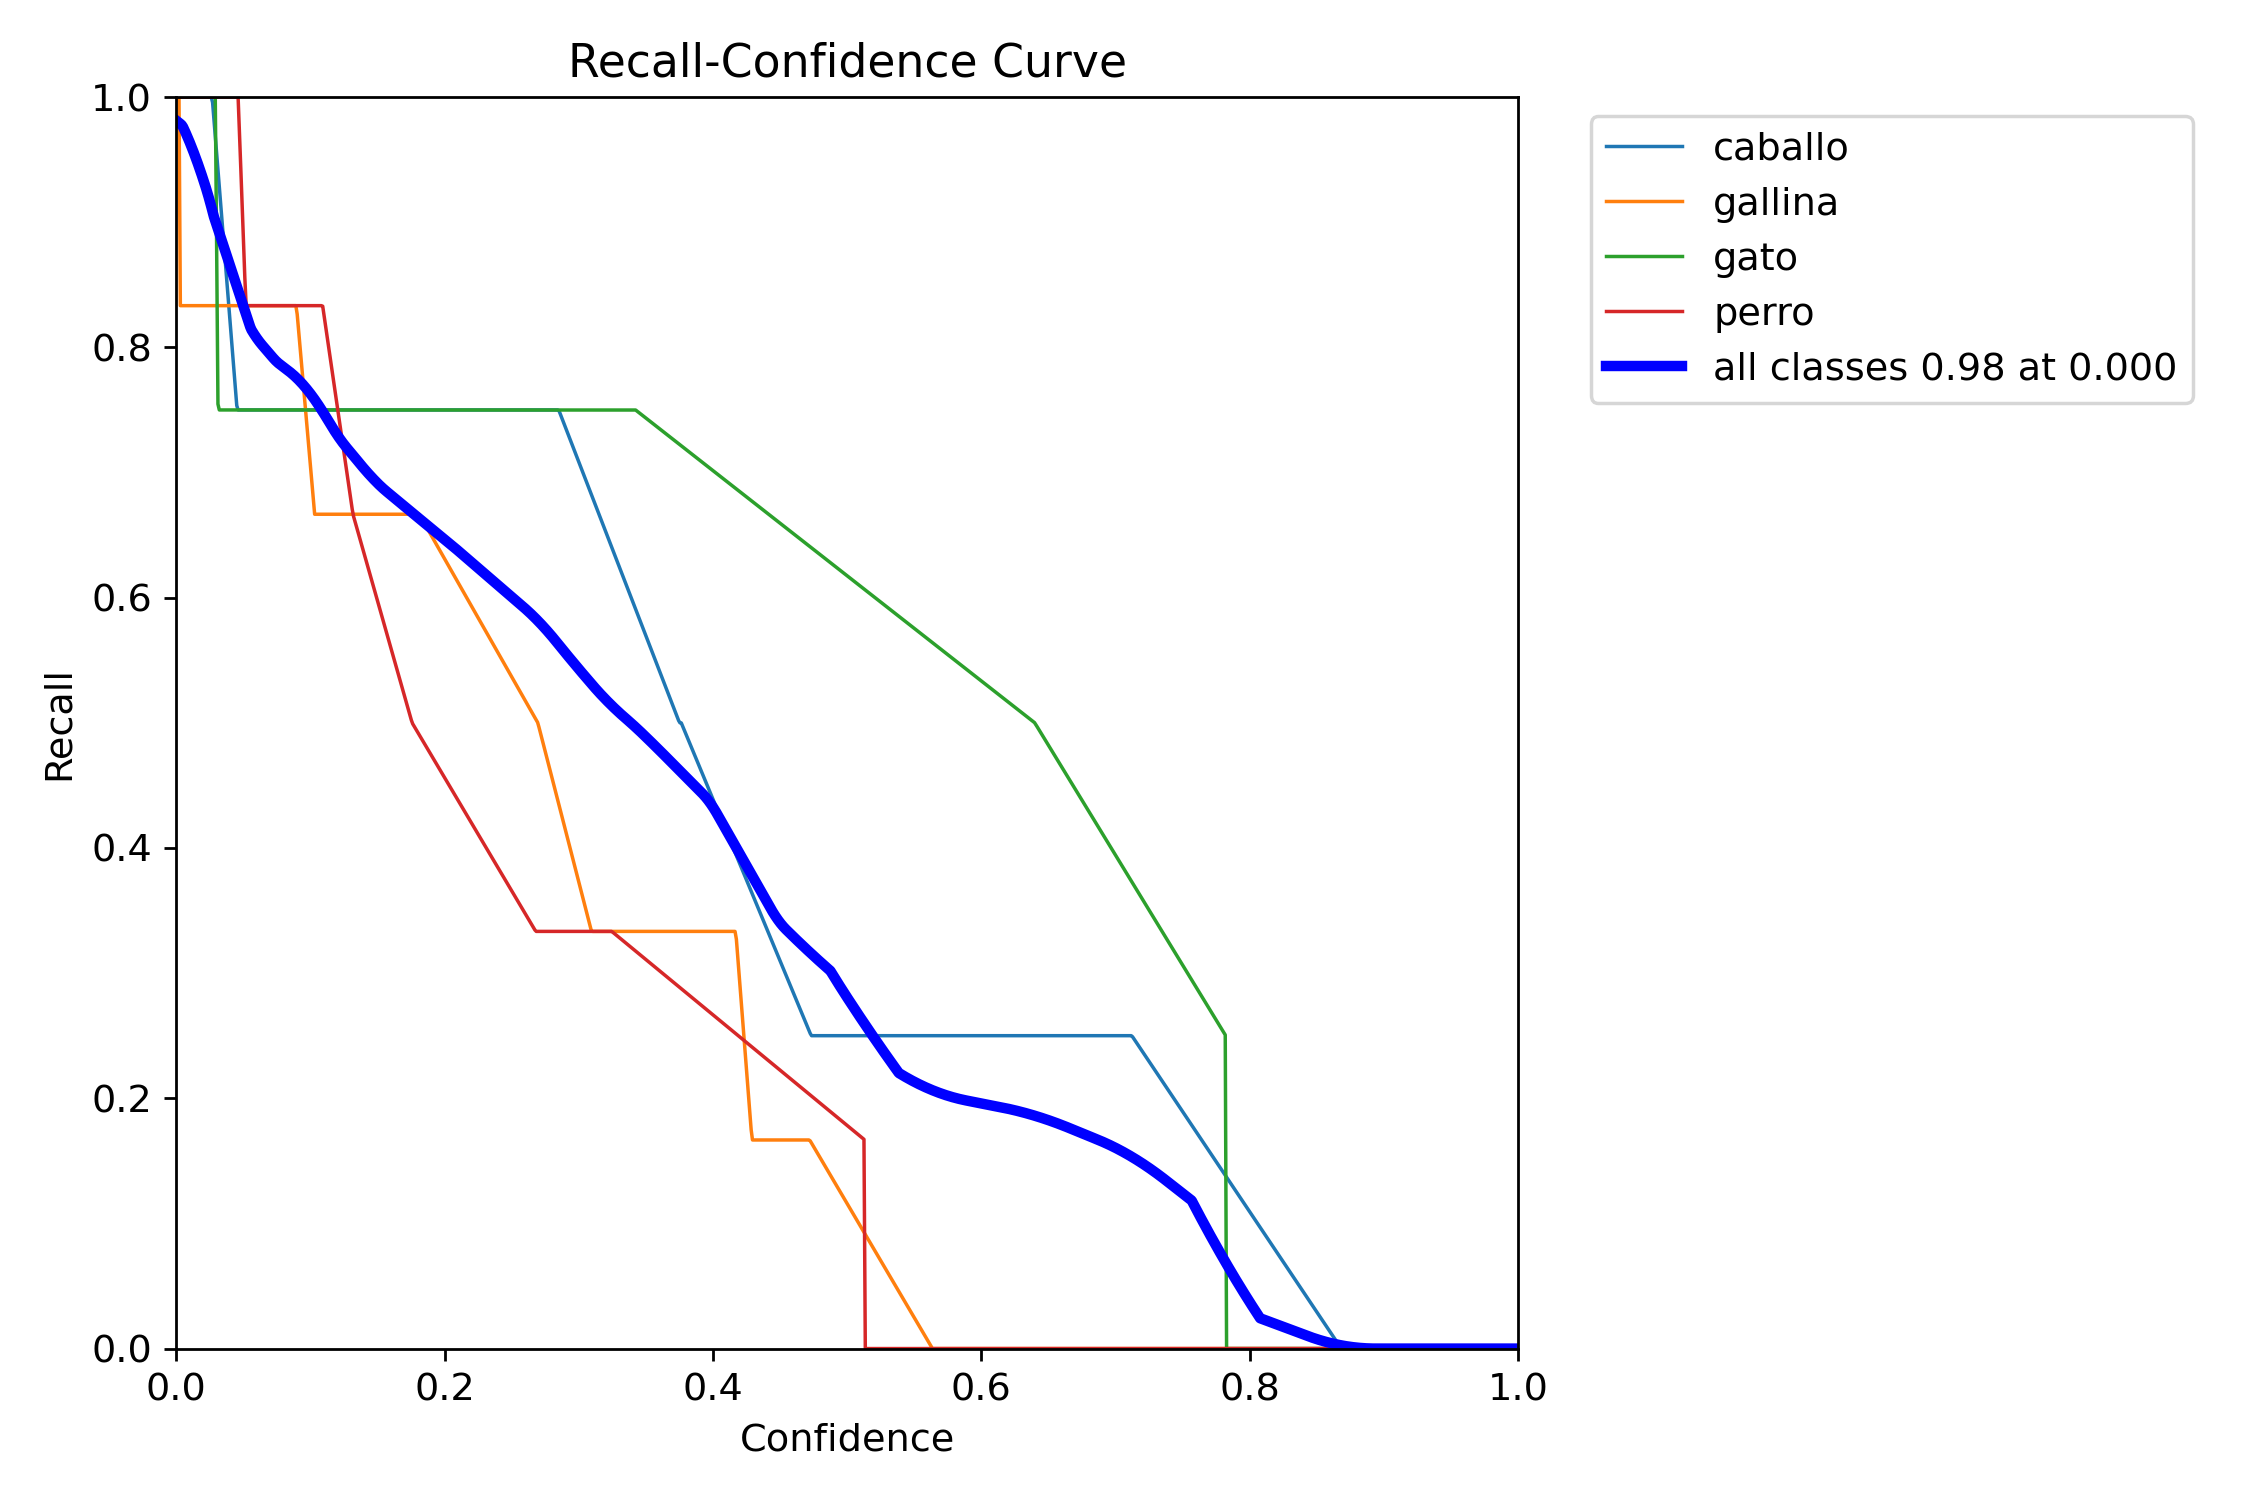 Recall-Confidence Curve
1.0
0.8
0.6
0.4
0.2
0.0
Recall
0.0 0.2 0.4 0.6 0.8 1.0
Confidence
caballo
gallina
gato
perro
all classes 0.98 at 0.000